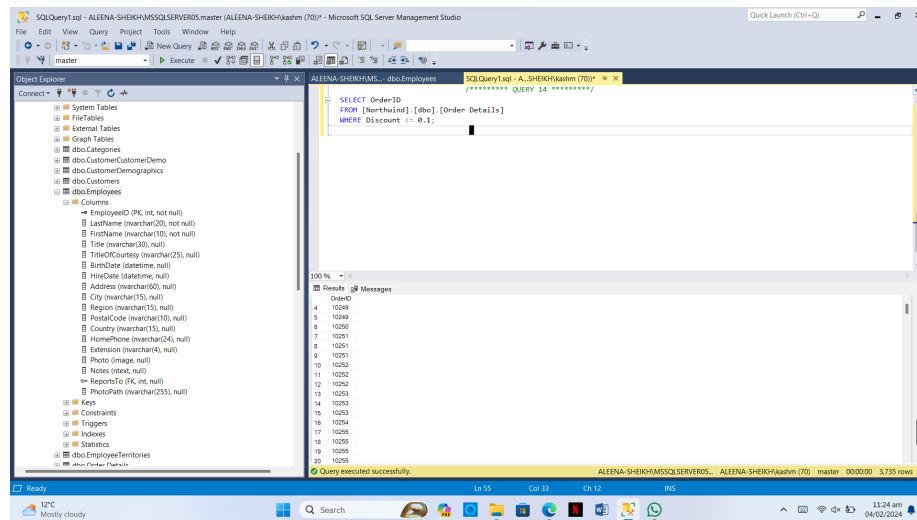 SQLQuery1.sql - ALEENA-SHEIKH\MSSQLSERVER05.master (ALEENA-SHEIKH\kashm (70))* - Microsoft SQL Server Management Studio
Quick Launch (Ctrl+Q)
File Edit View Query Project Tools Window Help
New Query
master
Execute
Object Explorer
ALEENA-SHEIKH\MS...- dbo.Employees
SQLQuery1.sql - A...SHEIKH\kashm (70))*
Connect
System Tables
FileTables
External Tables
Graph Tables
dbo.Categories
dbo.CustomerCustomerDemo
dbo.CustomerDemographics
dbo.Customers
dbo.Employees
Columns
EmployeeID (PK, int, not null)
LastName (nvarchar(20), not null)
FirstName (nvarchar(10), not null)
Title (nvarchar(30), null)
TitleOfCourtesy (nvarchar(25), null)
BirthDate (datetime, null)
HireDate (datetime, null)
Address (nvarchar(60), null)
City (nvarchar(15), null)
Region (nvarchar(15), null)
PostalCode (nvarchar(10), null)
Country (nvarchar(15), null)
HomePhone (nvarchar(24), null)
Extension (nvarchar(4), null)
Photo (image, null)
Notes (ntext, null)
ReportsTo (FK, int, null)
PhotoPath (nvarchar(255), null)
Keys
Constraints
Triggers
Indexes
Statistics
dbo.EmployeeTerritories
dbo.Order Details
/********* QUERY 14 *********/
SELECT OrderID
FROM [Northwind].[dbo].[Order Details]
WHERE Discount <= 0.1;
100 %
Results Messages
OrderID
4 10249
5 10249
6 10250
7 10251
8 10251
9 10251
10 10252
11 10252
12 10252
13 10253
14 10253
15 10253
16 10254
17 10255
18 10255
19 10255
20 10255
Query executed successfully.
ALEENA-SHEIKH\MSSQLSERVER05... ALEENA-SHEIKH\kashm (70) master 00:00:00 3,735 rows
Ready
Ln 55 Col 33 Ch 12 INS
12°C
Mostly cloudy
Search
11:24 am
04/02/2024